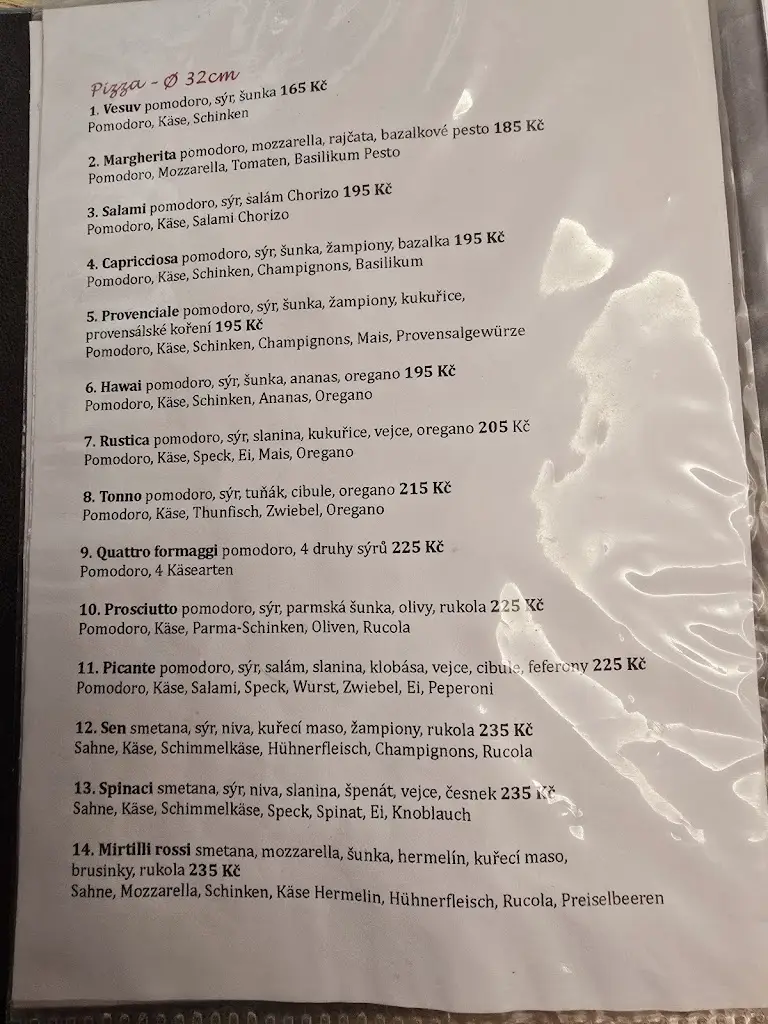 Pizza - Ø 32cm
1. Vesuv pomodoro, sýr, šunka 165 Kč
Pomodoro, Käse, Schinken
2. Margherita pomodoro, mozzarella, rajčata, bazalkové pesto 185 Kč
Pomodoro, Mozzarella, Tomaten, Basilikum Pesto
3. Salami pomodoro, sýr, salám Chorizo 195 Kč
Pomodoro, Käse, Salami Chorizo
4. Capricciosa pomodoro, sýr, šunka, žampiony, bazalka 195 Kč
Pomodoro, Käse, Schinken, Champignons, Basilikum
5. Provenciale pomodoro, sýr, šunka, žampiony, kukuřice,
provensálské koření 195 Kč
Pomodoro, Käse, Schinken, Champignons, Mais, Provensalgewürze
6. Hawai pomodoro, sýr, šunka, ananas, oregano 195 Kč
Pomodoro, Käse, Schinken, Ananas, Oregano
7. Rustica pomodoro, sýr, slanina, kukuřice, vejce, oregano 205 Kč
Pomodoro, Käse, Speck, Ei, Mais, Oregano
8. Tonno pomodoro, sýr, tuňák, cibule, oregano 215 Kč
Pomodoro, Käse, Thunfisch, Zwiebel, Oregano
9. Quattro formaggi pomodoro, 4 druhy sýrů 225 Kč
Pomodoro, 4 Käsearten
10. Prosciutto pomodoro, sýr, parmská šunka, olivy, rukola 225 Kč
Pomodoro, Käse, Parma-Schinken, Oliven, Rucola
11. Picante pomodoro, sýr, salám, slanina, klobása, vejce, cibule, feferony 225 Kč
Pomodoro, Käse, Salami, Speck, Wurst, Zwiebel, Ei, Peperoni
12. Sen smetana, sýr, niva, kuřecí maso, žampiony, rukola 235 Kč
Sahne, Käse, Schimmelkäse, Hühnerfleisch, Champignons, Rucola
13. Spinaci smetana, sýr, niva, slanina, špenát, vejce, česnek 235 Kč
Sahne, Käse, Schimmelkäse, Speck, Spinat, Ei, Knoblauch
14. Mirtilli rossi smetana, mozzarella, šunka, hermelín, kuřecí maso,
brusinky, rukola 235 Kč
Sahne, Mozzarella, Schinken, Käse Hermelin, Hühnerfleisch, Rucola, Preiselbeeren